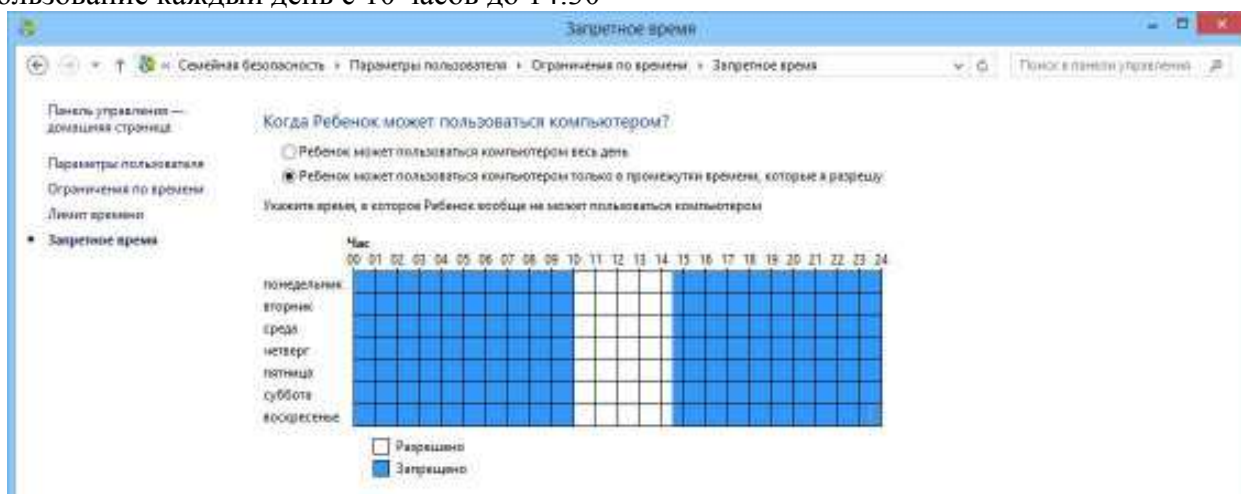 пользование каждый день с 10 часов до 14:30
Запретное время
« Семейная безопасность ▸ Параметры пользователя ▸ Ограничения по времени ▸ Запретное время
Поиск в панели управления
Панель управления —
домашняя страница
Параметры пользователя
Ограничения по времени
Лимит времени
Запретное время
Когда Ребенок может пользоваться компьютером?
Ребенок может пользоваться компьютером весь день
Ребенок может пользоваться компьютером только в промежутки времени, которые я разрешу
Укажите время, в которое Ребенок вообще не может пользоваться компьютером
Час
00 01 02 03 04 05 06 07 08 09 10 11 12 13 14 15 16 17 18 19 20 21 22 23 24
понедельник
вторник
среда
четверг
пятница
суббота
воскресенье
Разрешено
Запрещено